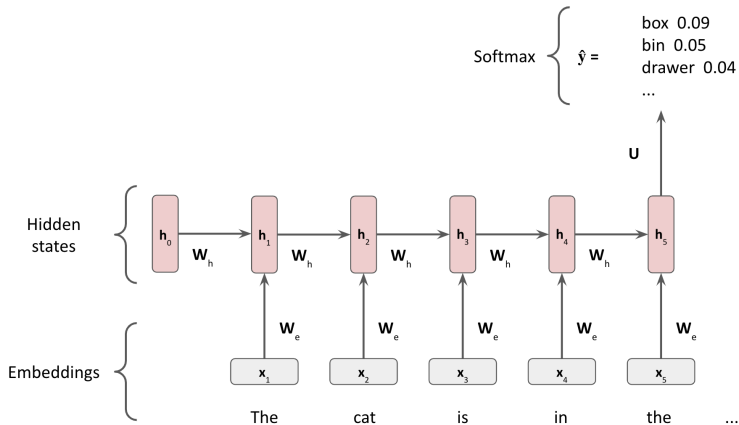 box 0.09
bin 0.05
drawer 0.04
...
Softmax
ŷ =
U
Hidden
states
h0
h1
h2
h3
h4
h5
Wh
Wh
Wh
Wh
Wh
We
We
We
We
We
Embeddings
x1
x2
x3
x4
x5
The cat is in the ...